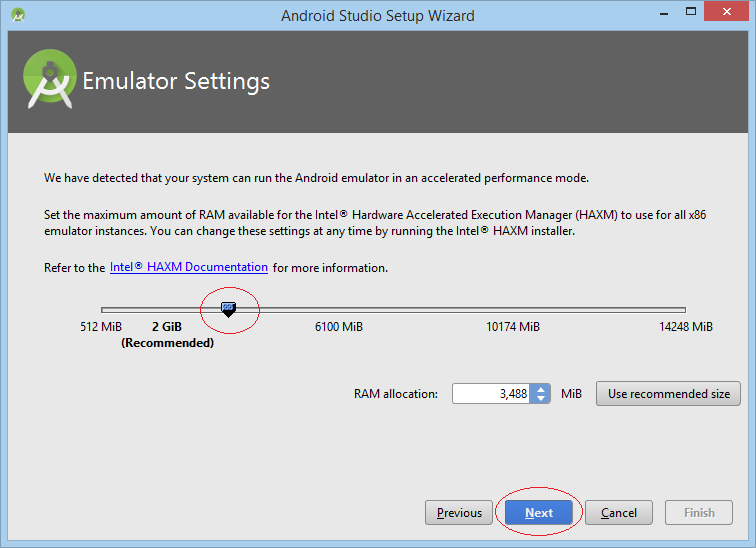 Android Studio Setup Wizard
Emulator Settings
We have detected that your system can run the Android emulator in an accelerated performance mode.
Set the maximum amount of RAM available for the Intel® Hardware Accelerated Execution Manager (HAXM) to use for all x86
emulator instances. You can change these settings at any time by running the Intel® HAXM installer.
Refer to the Intel® HAXM Documentation for more information.
512 MiB 2 GiB 6100 MiB 10174 MiB 14248 MiB
(Recommended)
RAM allocation: 3,488 MiB Use recommended size
Previous Next Cancel Finish